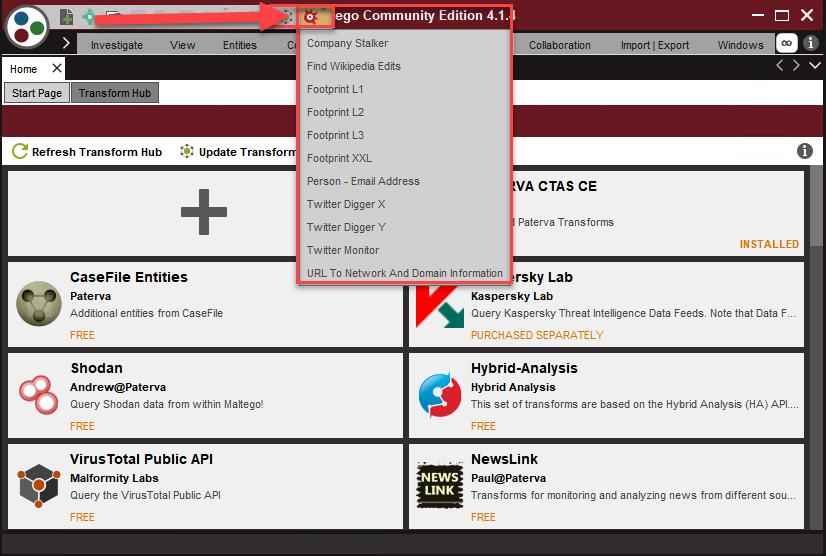 ego Community Edition 4.1.4
Investigate View Entities Collaboration Import | Export Windows
Home
Start Page Transform Hub
Company Stalker
Find Wikipedia Edits
Footprint L1
Footprint L2
Footprint L3
Footprint XXL
Person - Email Address
Twitter Digger X
Twitter Digger Y
Twitter Monitor
URL To Network And Domain Information
Refresh Transform Hub Update Transform
RVA CTAS CE
d Paterva Transforms
INSTALLED
CaseFile Entities
Paterva
Additional entities from CaseFile
FREE
persky Lab
Kaspersky Lab
Query Kaspersky Threat Intelligence Data Feeds. Note that Data F...
PURCHASED SEPARATELY
Shodan
Andrew@Paterva
Query Shodan data from within Maltego!
FREE
Hybrid-Analysis
Hybrid Analysis
This set of transforms are based on the Hybrid Analysis (HA) API....
FREE
VirusTotal Public API
Malformity Labs
Query the VirusTotal Public API
FREE
NEWS
LINK
NewsLink
Paul@Paterva
Transforms for monitoring and analyzing news from different sou...
FREE